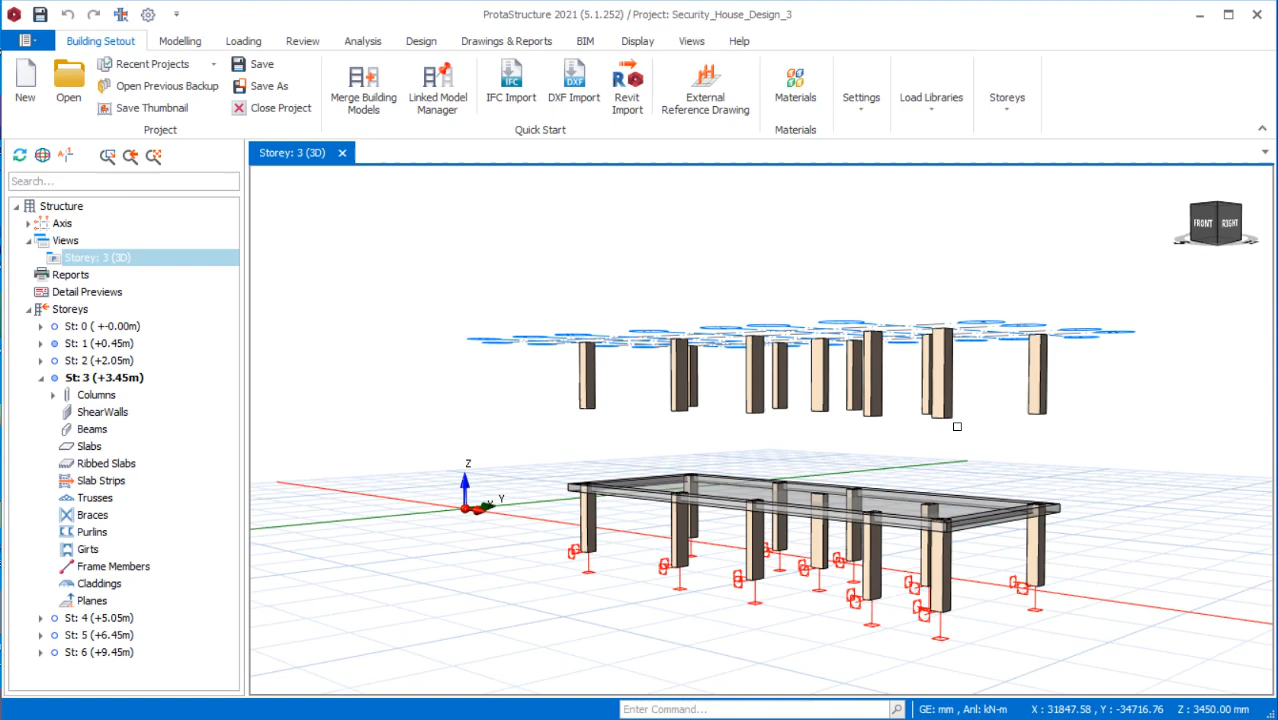 ProtaStructure 2021 (5.1.252) | Project: Security_House_Design_3
Building Setout Modelling Loading Review Analysis Design Drawings & Reports BIM Display Views Help
New
Open
Recent Projects
Open Previous Backup
Save Thumbnail
Save
Save As
Close Project
Project
Merge Building
Models
Linked Model
Manager
IFC Import
DXF Import
Revit
Import
External
Reference Drawing
Quick Start
Materials
Materials
Settings
Load Libraries
Storeys
Storey: 3 (3D)
Search...
Structure
Axis
Views
Storey: 3 (3D)
Reports
Detail Previews
Storeys
St: 0 ( +-0.00m)
St: 1 (+0.45m)
St: 2 (+2.05m)
St: 3 (+3.45m)
Columns
ShearWalls
Beams
Slabs
Ribbed Slabs
Slab Strips
Trusses
Braces
Purlins
Girts
Frame Members
Claddings
Planes
St: 4 (+5.05m)
St: 5 (+6.45m)
St: 6 (+9.45m)
FRONT RIGHT
IFC
DXF
Z
Y
Enter Command...
GE: mm, Anl: kN-m
X : 31847.58 , Y : -34716.76
Z : 3450.00 mm